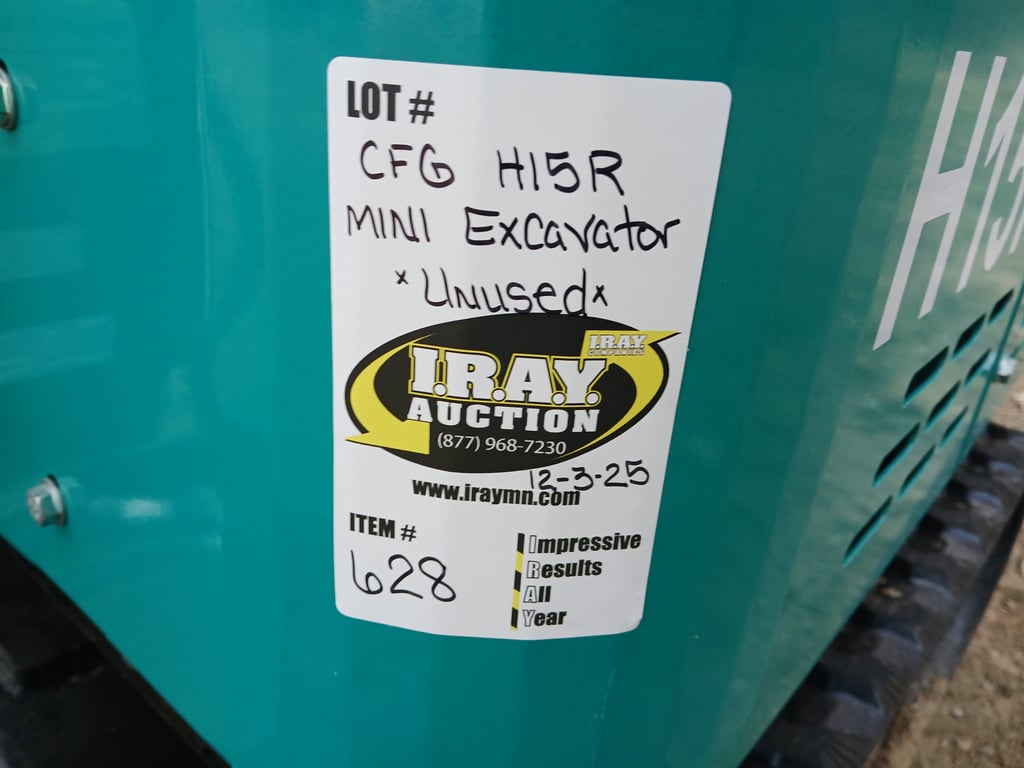 LOT #
CFG H15R
MINI Excavator
*Unused*
I.R.A.Y.
COMPANIES
I.R.A.Y.
AUCTION
(877) 968-7230
12-3-25
www.iraymn.com
ITEM #
628
Impressive
Results
All
Year
H15R